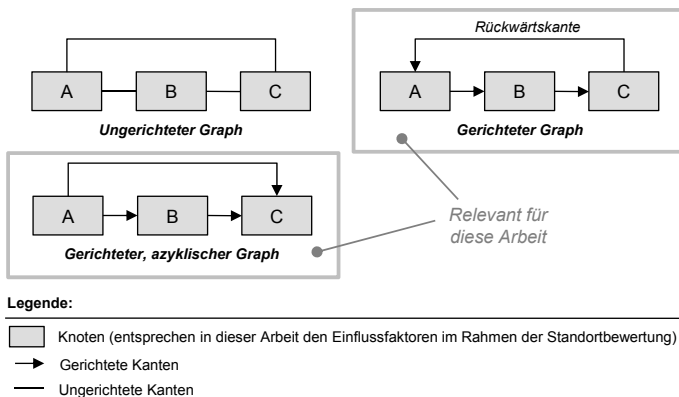 A B C
Ungerichteter Graph
Rückwärtskante
A B C
Gerichteter Graph
A B C
Gerichteter, azyklischer Graph
Relevant für
diese Arbeit
Legende:
Knoten (entsprechen in dieser Arbeit den Einflussfaktoren im Rahmen der Standortbewertung)
Gerichtete Kanten
Ungerichtete Kanten